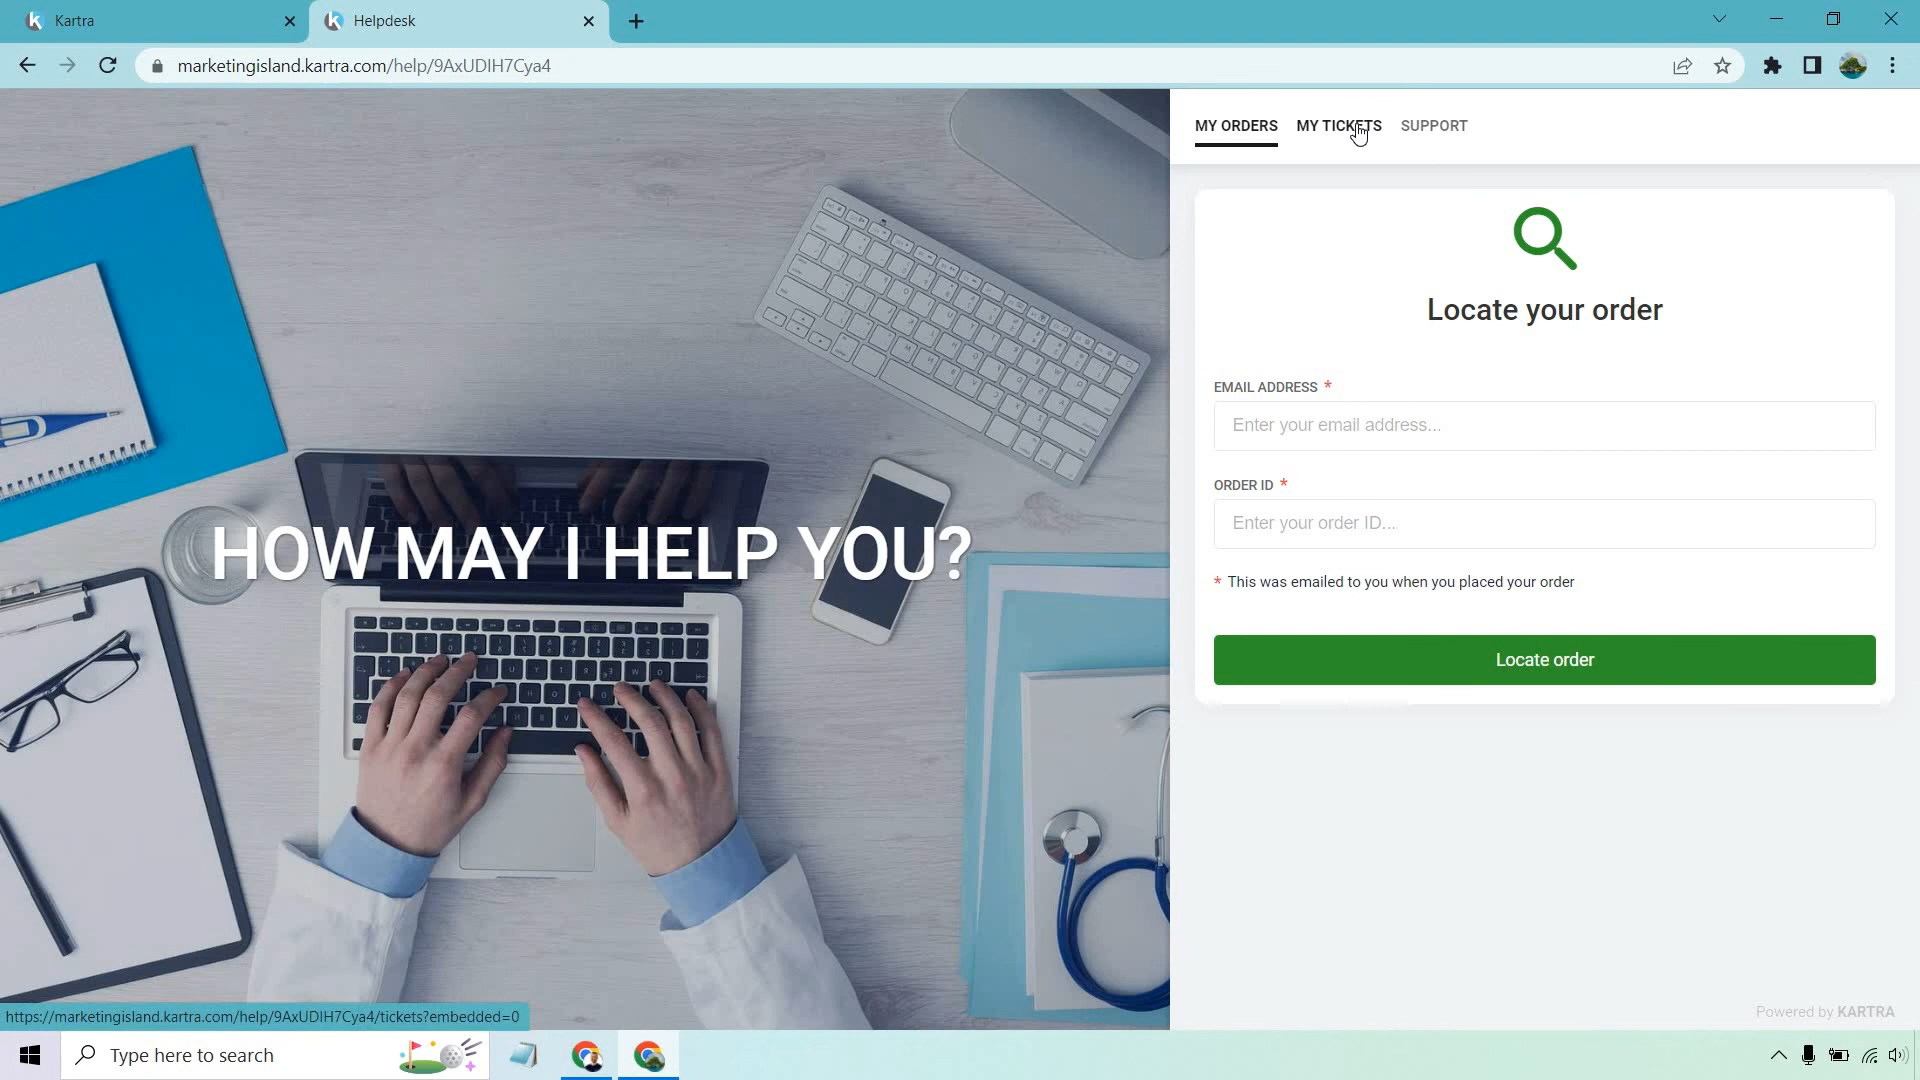 Kartra
Helpdesk
marketingisland.kartra.com/help/9AxUDIH7Cya4
MY ORDERS
MY TICKETS
SUPPORT
Locate your order
EMAIL ADDRESS *
Enter your email address...
ORDER ID *
Enter your order ID...
* This was emailed to you when you placed your order
Locate order
HOW MAY I HELP YOU?
Powered by KARTRA
https://marketingisland.kartra.com/help/9AxUDIH7Cya4/tickets?embedded=0
Type here to search